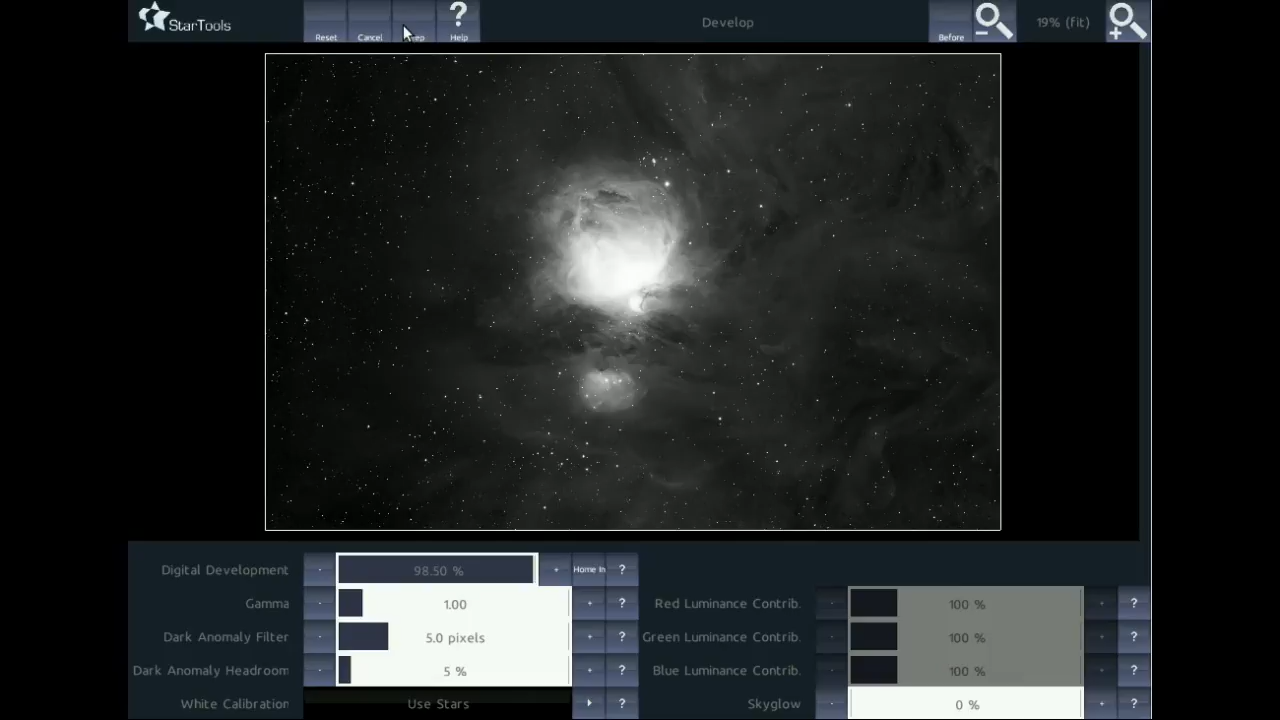 StarTools
Reset
Cancel
?
Help
Develop
Before
19% (fit)
Digital Development
-
98.50 %
+
Home In
?
Gamma
-
1.00
+
?
Red Luminance Contrib.
-
100 %
+
?
Dark Anomaly Filter
-
5.0 pixels
+
?
Green Luminance Contrib.
-
100 %
+
?
Dark Anomaly Headroom
-
5 %
+
?
Blue Luminance Contrib.
-
100 %
+
?
White Calibration
Use Stars
?
Skyglow
-
0 %
+
?